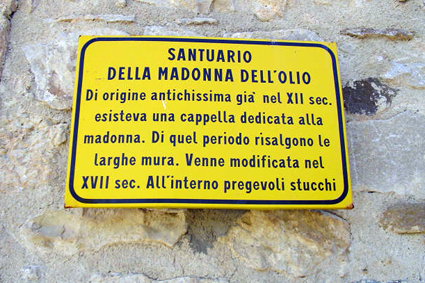 SANTUARIO
DELLA MADONNA DELL'OLIO
Di origine antichissima già nel XII sec.
esisteva una cappella dedicata alla
madonna. Di quel periodo risalgono le
larghe mura. Venne modificata nel
XVII sec. All'interno pregevoli stucchi